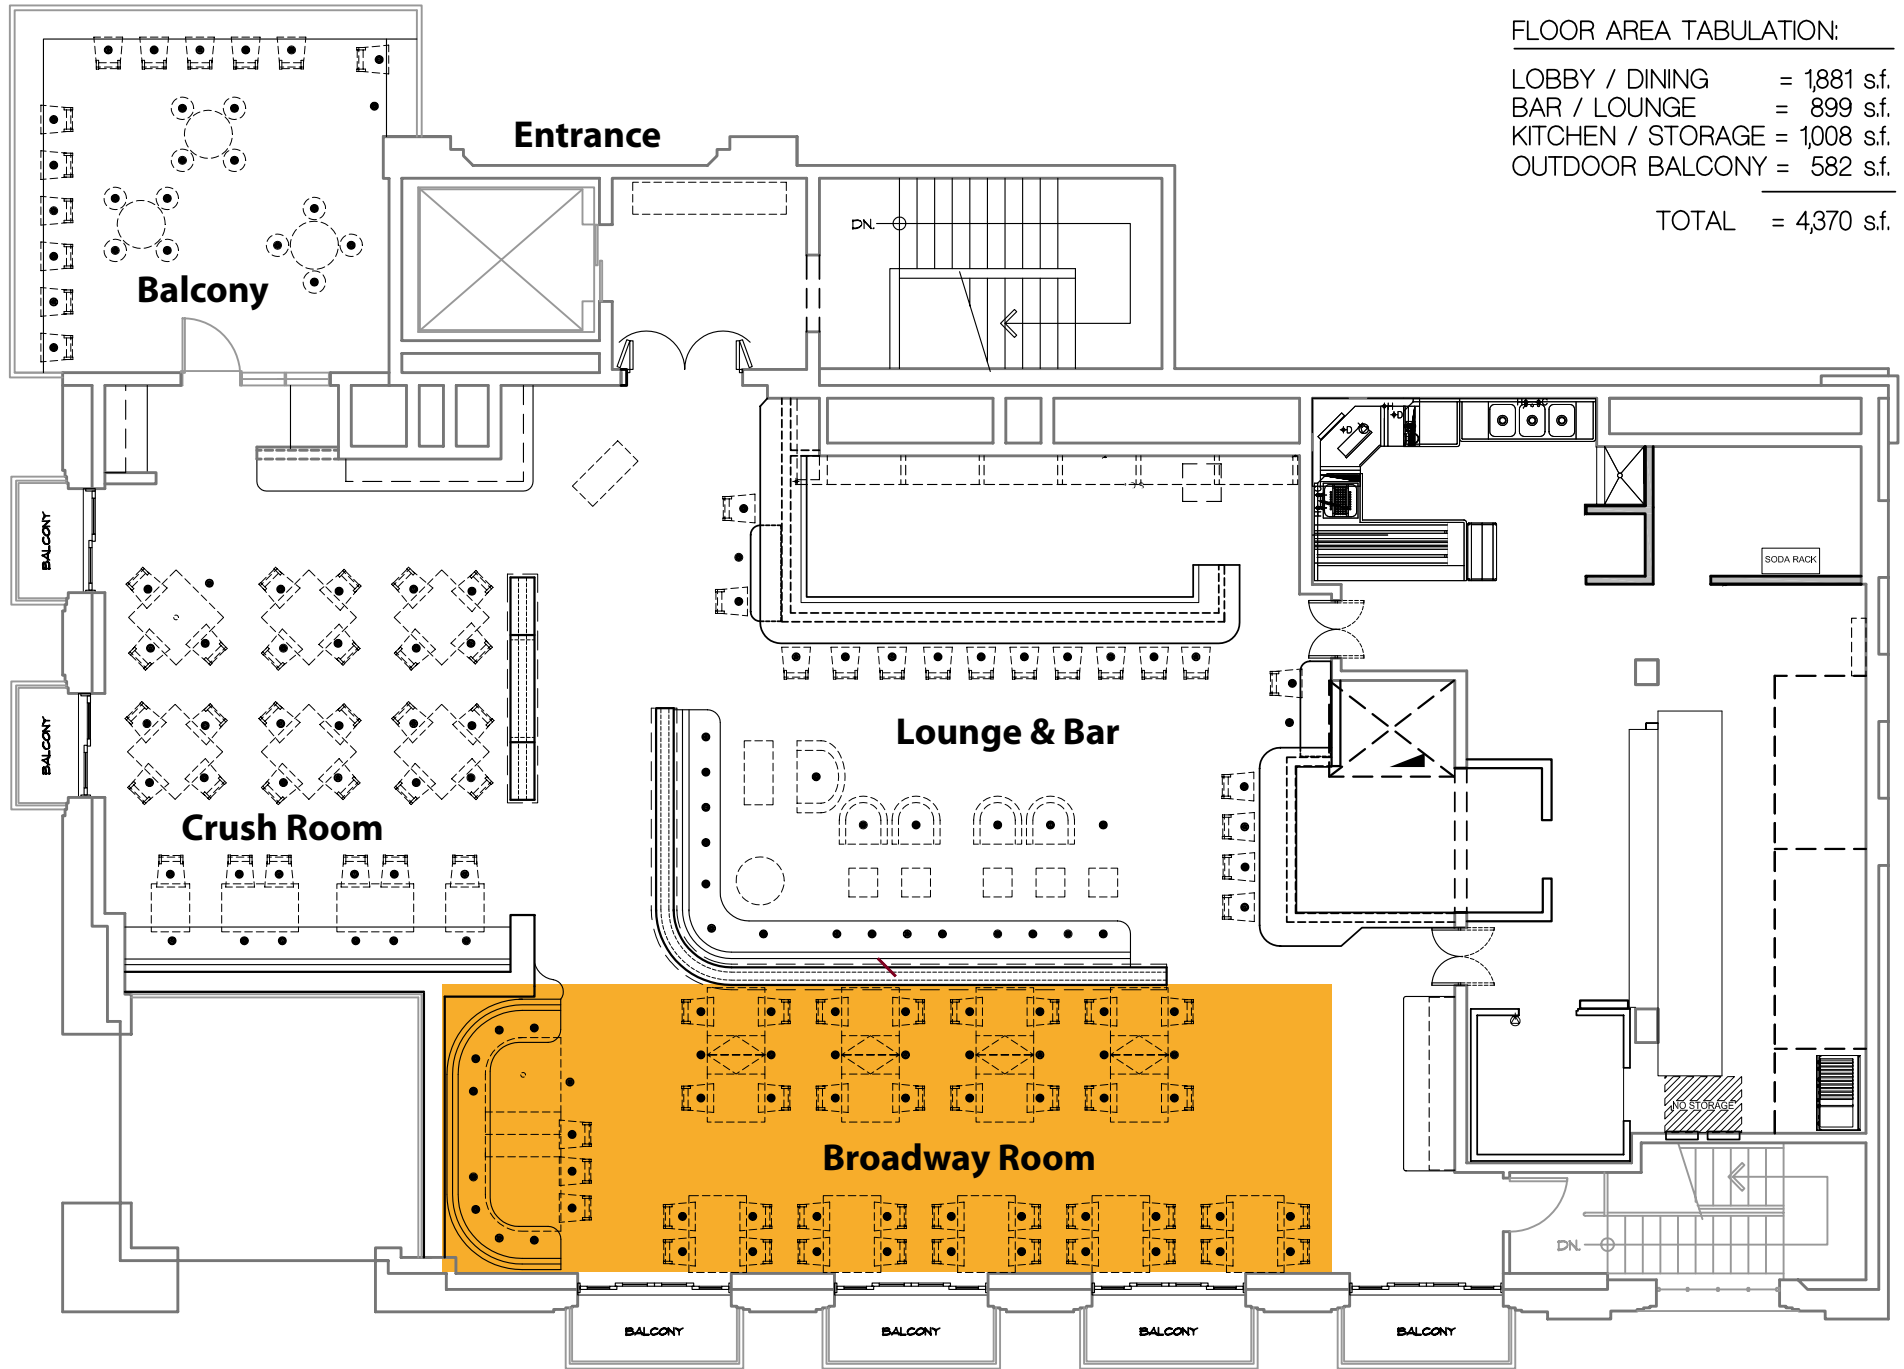 FLOOR AREA TABULATION:
LOBBY / DINING = 1,881 s.f.
BAR / LOUNGE = 899 s.f.
KITCHEN / STORAGE = 1,008 s.f.
OUTDOOR BALCONY = 582 s.f.
TOTAL = 4,370 s.f.
Entrance
DN.
Balcony
BALCONY
SODA RACK
BALCONY
Lounge & Bar
Crush Room
NO STORAGE
Broadway Room
DN.
BALCONY
BALCONY
BALCONY
BALCONY